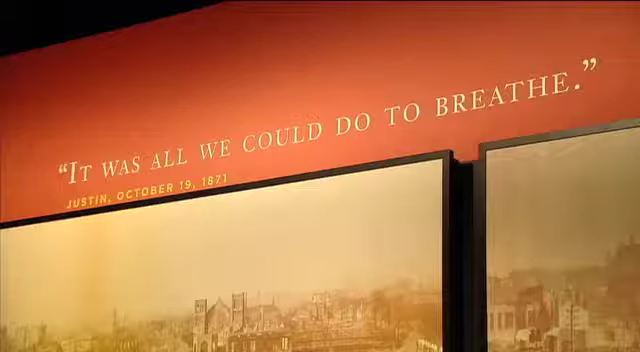 “IT WAS ALL WE COULD DO TO BREATHE.”
JUSTIN, OCTOBER 19, 1871